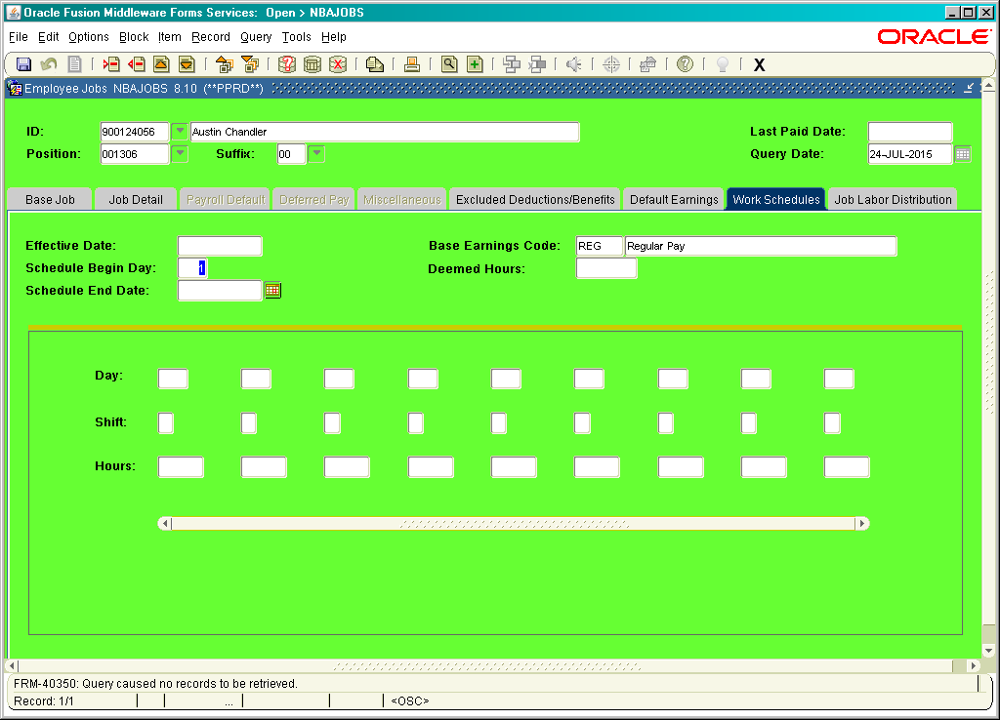 Oracle Fusion Middleware Forms Services: Open > NBAJOBS
File Edit Options Block Item Record Query Tools Help
ORACLE
X
Employee Jobs NBAJOBS 8.10 (**PPRD**)
ID: 900124056 Austin Chandler Last Paid Date:
Position: 001306 Suffix: 00 Query Date: 24-JUL-2015
Base Job Job Detail Payroll Default Deferred Pay Miscellaneous Excluded Deductions/Benefits Default Earnings Work Schedules Job Labor Distribution
Effective Date: Base Earnings Code: REG Regular Pay
Schedule Begin Day: 1 Deemed Hours:
Schedule End Date:
Day:
Shift:
Hours:
FRM-40350: Query caused no records to be retrieved.
Record: 1/1 ... <OSC>